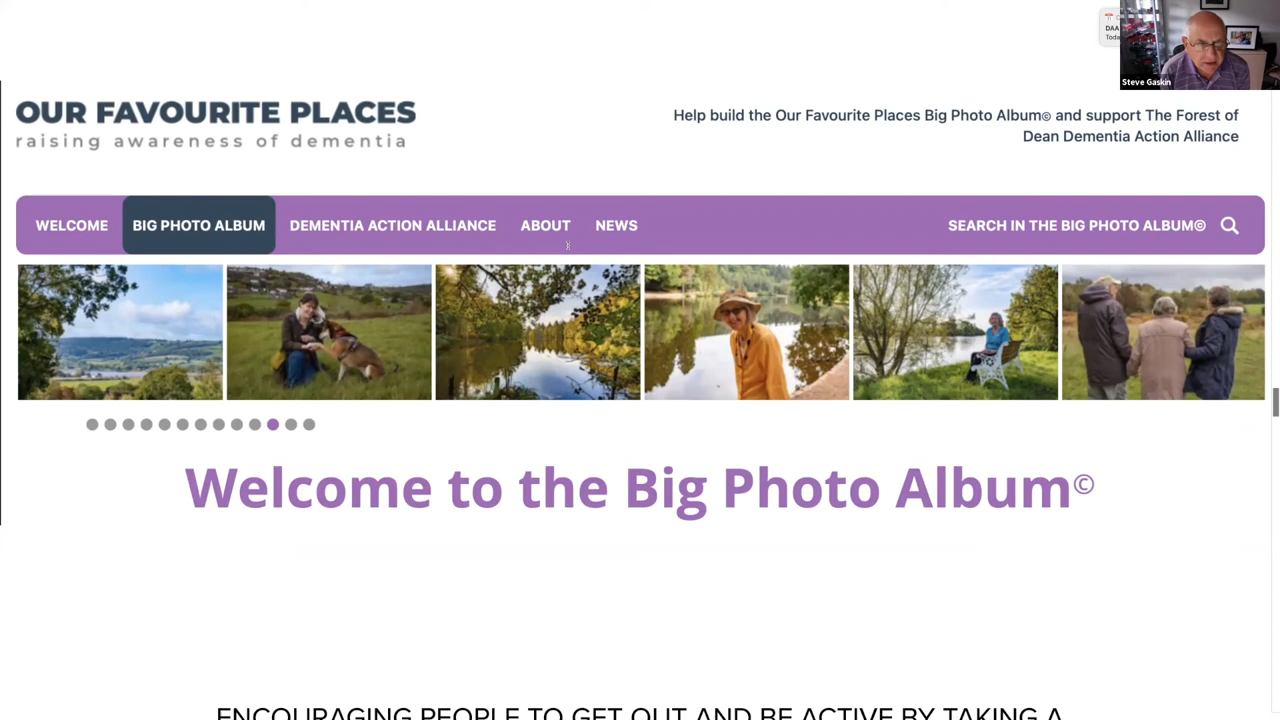 DAA
Toda
Steve Gaskin
OUR FAVOURITE PLACES
raising awareness of dementia
Help build the Our Favourite Places Big Photo Album© and support The Forest of
Dean Dementia Action Alliance
WELCOME BIG PHOTO ALBUM DEMENTIA ACTION ALLIANCE ABOUT NEWS SEARCH IN THE BIG PHOTO ALBUM©
Welcome to the Big Photo Album©
ENCOURAGING PEOPLE TO GET OUT AND BE ACTIVE BY TAKING A